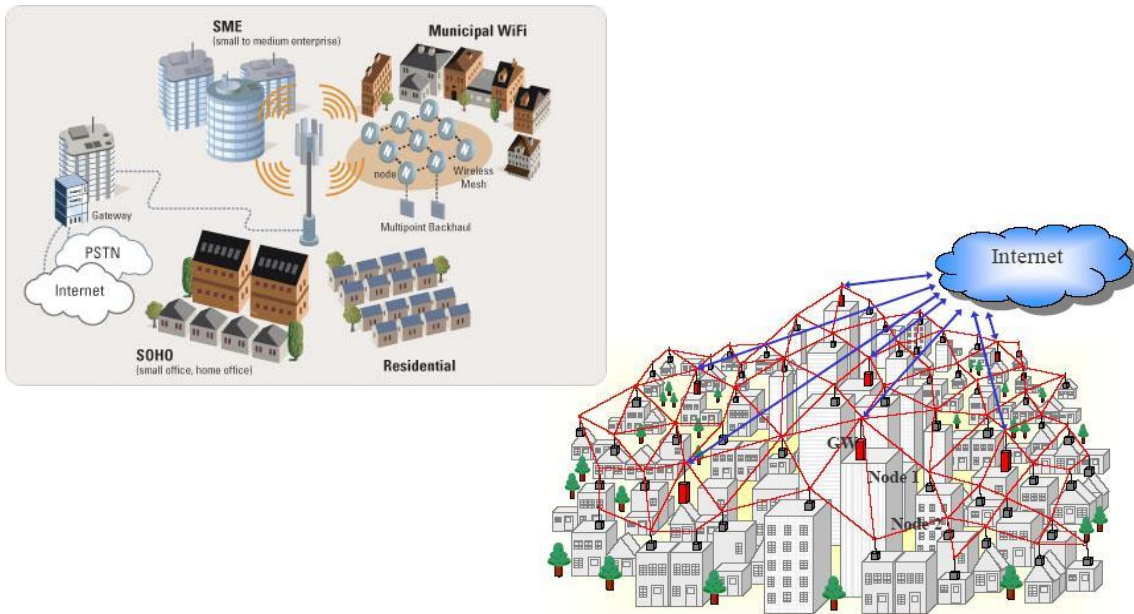 SME
(small to medium enterprise)
Municipal WiFi
N
N
N
N
N
N
N
N
N
node
Wireless
Mesh
Multipoint Backhaul
Gateway
PSTN
Internet
SOHO
(small office, home office)
Residential
Internet
GW
Node 1
Node 2